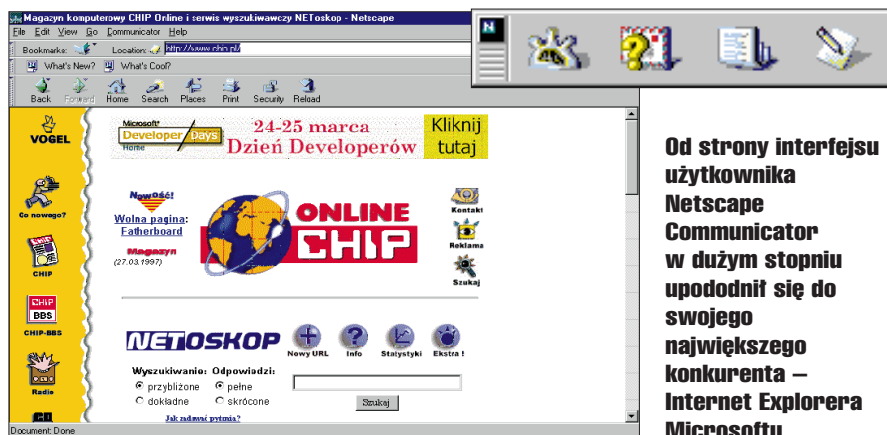 Magazyn komputerowy CHIP Online i serwis wyszukiwawczy NEToskop - Netscape
File Edit View Go Communicator Help
Bookmarks: Location: http://www.chip.pl/
What's New? What's Cool?
Back Forward Home Search Places Print Security Reload
VOGEL
Co nowego?
CHIP
CHIP
CHIP
BBS
CHIP-BBS
Radio
CD
Microsoft®
Developer Days
Home
24-25 marca
Dzień Developerów
Kliknij
tutaj
Nowość!
Wolna pagina:
Fatherboard
Magazyn
(27.03.1997)
ONLINE
CHIP
Kontakt
Reklama
Szukaj
NETOSKOP
Nowy URL Info Statystyki Ekstra !
Wyszukiwanie: Odpowiedzi:
przybliżone pełne
dokładne skrócone
Szukaj
Jak zadawać pytania?
Document: Done
N
Od strony interfejsu
użytkownika
Netscape
Communicator
w dużym stopniu
upododnił się do
swojego
największego
konkurenta –
Internet Explorera
Microsoftu